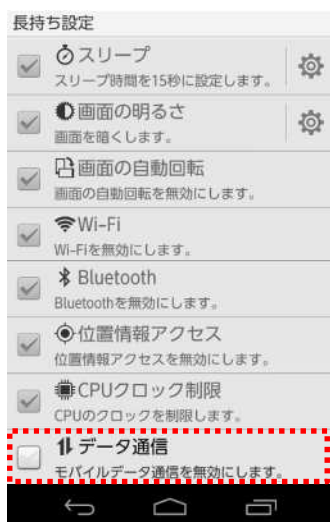 長持ち設定
スリープ
スリープ時間を15秒に設定します。
画面の明るさ
画面を暗くします。
画面の自動回転
画面の自動回転を無効にします。
Wi-Fi
Wi-Fiを無効にします。
Bluetooth
Bluetoothを無効にします。
位置情報アクセス
位置情報アクセスを無効にします。
CPUクロック制限
CPUのクロックを制限します。
データ通信
モバイルデータ通信を無効にします。